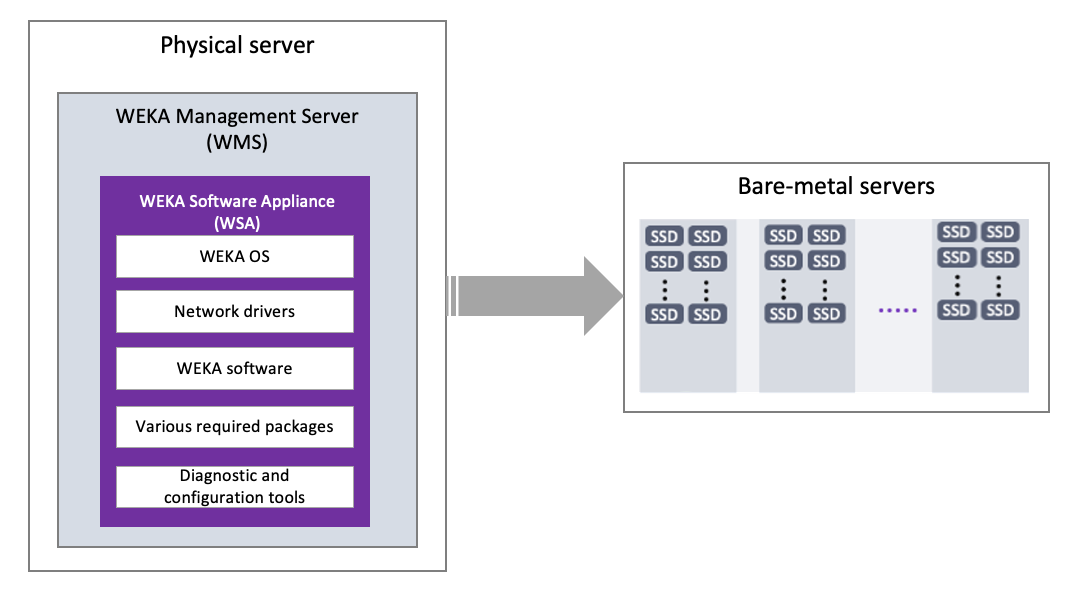 Physical server
WEKA Management Server
(WMS)
WEKA Software Appliance
(WSA)
WEKA OS
Network drivers
WEKA software
Various required packages
Diagnostic and
configuration tools
Bare-metal servers
SSD SSD SSD SSD SSD SSD
SSD SSD SSD SSD SSD SSD
SSD SSD SSD SSD SSD SSD